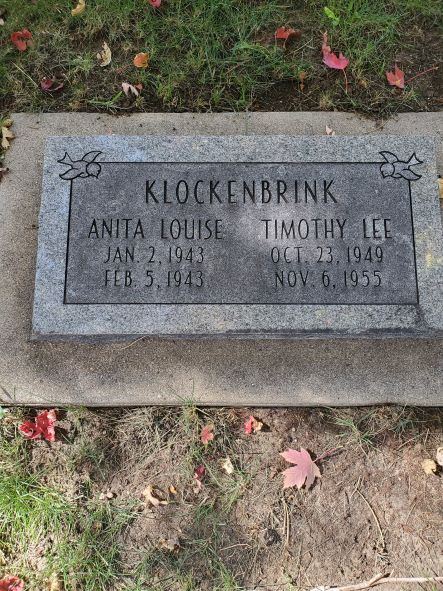 KLOCKENBRINK
ANITA LOUISE TIMOTHY LEE
JAN. 2, 1943 OCT. 23, 1949
FEB. 5, 1943 NOV. 6, 1955